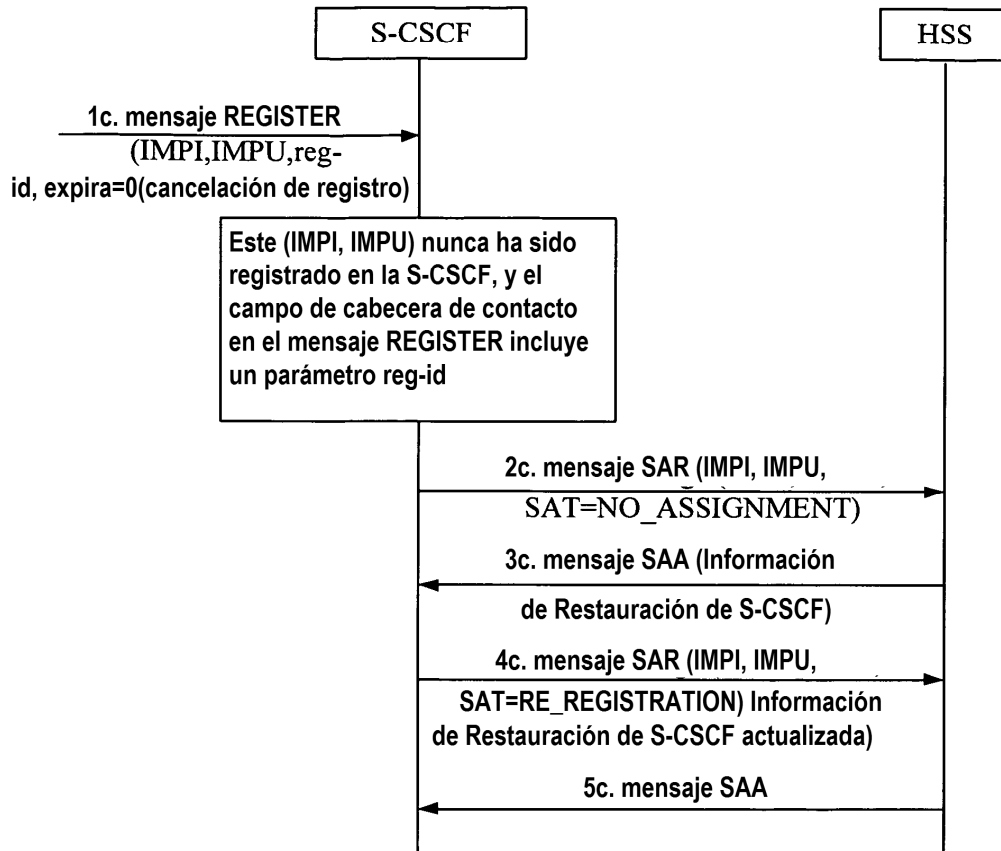 S-CSCF
HSS
1c. mensaje REGISTER
(IMPI,IMPU,reg-
id, expira=0(cancelación de registro)
Este (IMPI, IMPU) nunca ha sido
registrado en la S-CSCF, y el
campo de cabecera de contacto
en el mensaje REGISTER incluye
un parámetro reg-id
2c. mensaje SAR (IMPI, IMPU,
SAT=NO_ASSIGNMENT)
3c. mensaje SAA (Información
de Restauración de S-CSCF)
4c. mensaje SAR (IMPI, IMPU,
SAT=RE_REGISTRATION) Información
de Restauración de S-CSCF actualizada)
5c. mensaje SAA